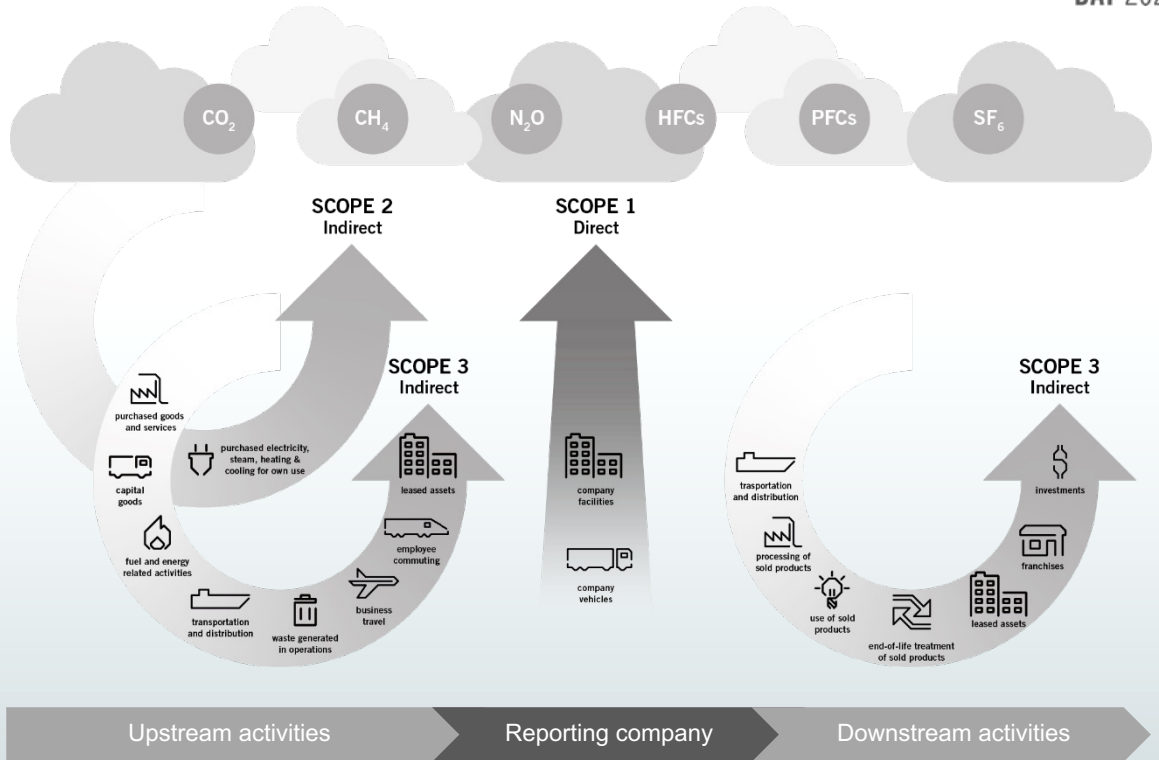 CO₂
CH₄
N₂O
HFCs
PFCs
SF₆
SCOPE 2
Indirect
SCOPE 1
Direct
SCOPE 3
Indirect
SCOPE 3
Indirect
purchased goods
and services
purchased electricity,
steam, heating &
cooling for own use
capital
goods
fuel and energy
related activities
transportation
and distribution
waste generated
in operations
business
travel
employee
commuting
leased assets
company
facilities
company
vehicles
trasportation
and distribution
processing of
sold products
use of sold
products
end-of-life treatment
of sold products
leased assets
franchises
investments
Upstream activities
Reporting company
Downstream activities